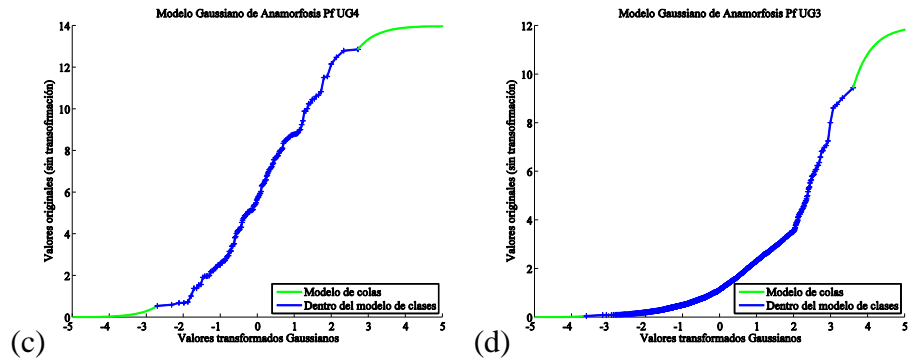 Modelo Gaussiano de Anamorfosis Pf UG4
Valores originales (sin transofrmación)
14
12
10
8
6
4
2
0
-5 -4 -3 -2 -1 0 1 2 3 4 5
Modelo de colas
Dentro del modelo de clases
Valores transformados Gaussianos
(c)
Modelo Gaussiano de Anamorfosis Pf UG3
Valores originales (sin transofrmación)
12
10
8
6
4
2
0
-5 -4 -3 -2 -1 0 1 2 3 4 5
Modelo de colas
Dentro del modelo de clases
Valores transformados Gaussianos
(d)